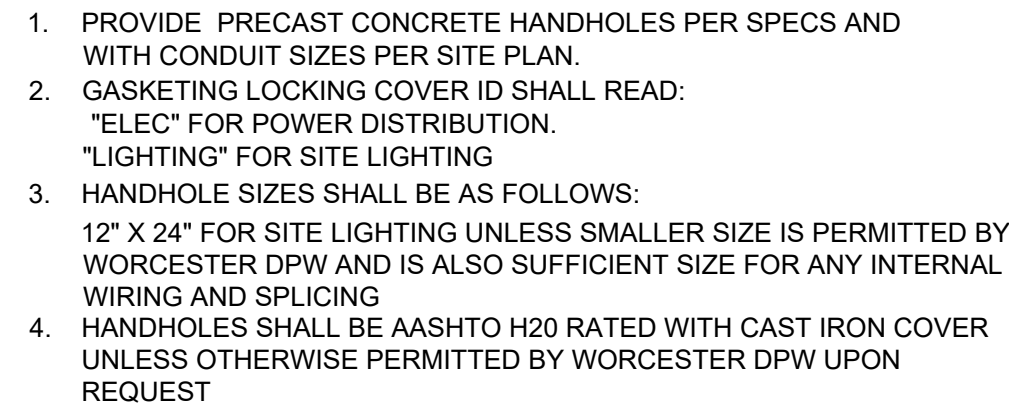 1. PROVIDE PRECAST CONCRETE HANDHOLES PER SPECS AND
WITH CONDUIT SIZES PER SITE PLAN.
2. GASKETING LOCKING COVER ID SHALL READ:
"ELEC" FOR POWER DISTRIBUTION.
"LIGHTING" FOR SITE LIGHTING
3. HANDHOLE SIZES SHALL BE AS FOLLOWS:
12" X 24" FOR SITE LIGHTING UNLESS SMALLER SIZE IS PERMITTED BY
WORCESTER DPW AND IS ALSO SUFFICIENT SIZE FOR ANY INTERNAL
WIRING AND SPLICING
4. HANDHOLES SHALL BE AASHTO H20 RATED WITH CAST IRON COVER
UNLESS OTHERWISE PERMITTED BY WORCESTER DPW UPON
REQUEST